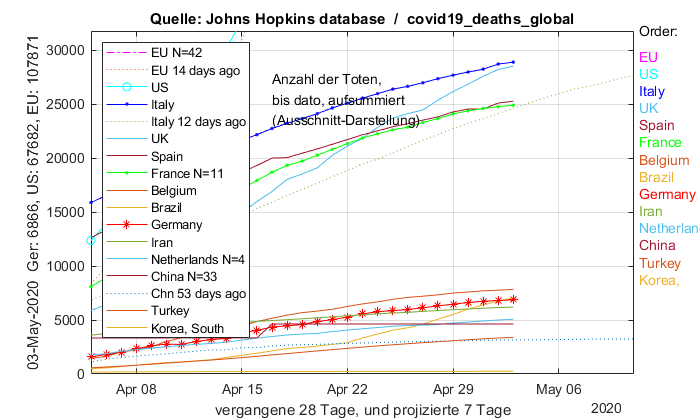 Quelle: Johns Hopkins database / covid19_deaths_global
Order:
EU
US
Italy
UK
Spain
France
Belgium
Brazil
Germany
Iran
Netherlan
China
Turkey
Korea,
03-May-2020 Ger: 6866, US: 67682, EU: 107871
30000
25000
20000
15000
10000
5000
0
EU N=42
EU 14 days ago
US
Italy
Italy 12 days ago
UK
Spain
France N=11
Belgium
Brazil
Germany
Iran
Netherlands N=4
China N=33
Chn 53 days ago
Turkey
Korea, South
Anzahl der Toten,
bis dato, aufsummiert
(Ausschnitt-Darstellung)
Apr 08
Apr 15
Apr 22
Apr 29
May 06
2020
vergangene 28 Tage, und projizierte 7 Tage